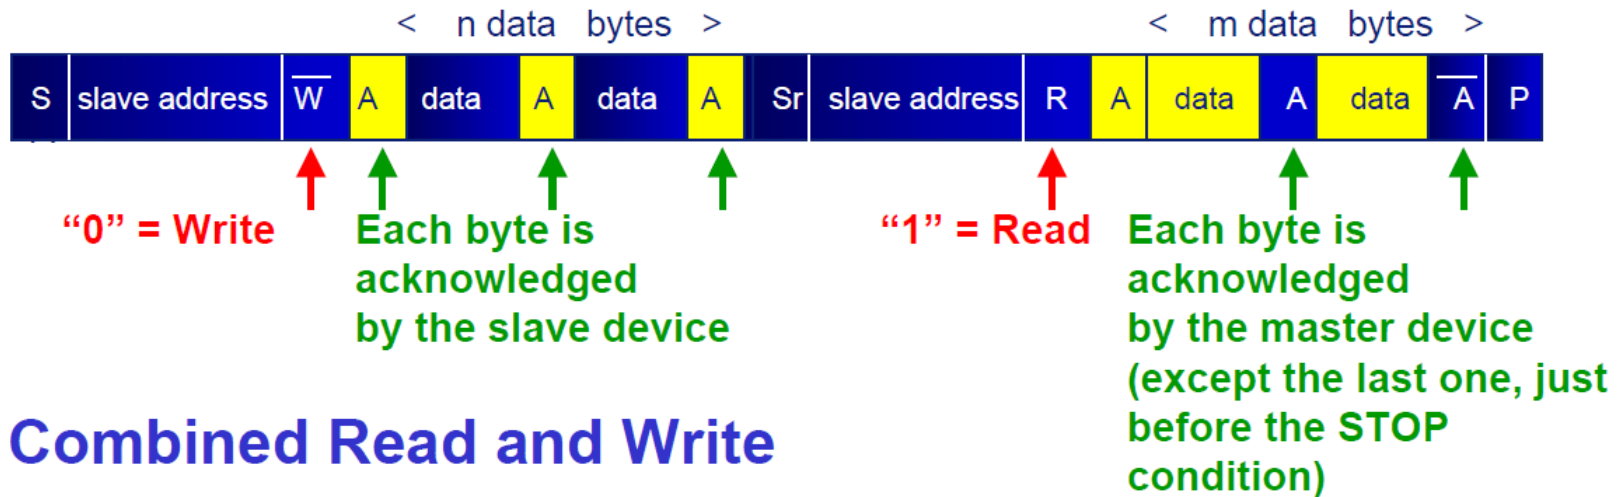 < n data bytes > < m data bytes >
S slave address W̅ A data A data A Sr slave address R A data A data A̅ P
“0” = Write
Each byte is
acknowledged
by the slave device
“1” = Read
Each byte is
acknowledged
by the master device
(except the last one, just
before the STOP
condition)
Combined Read and Write